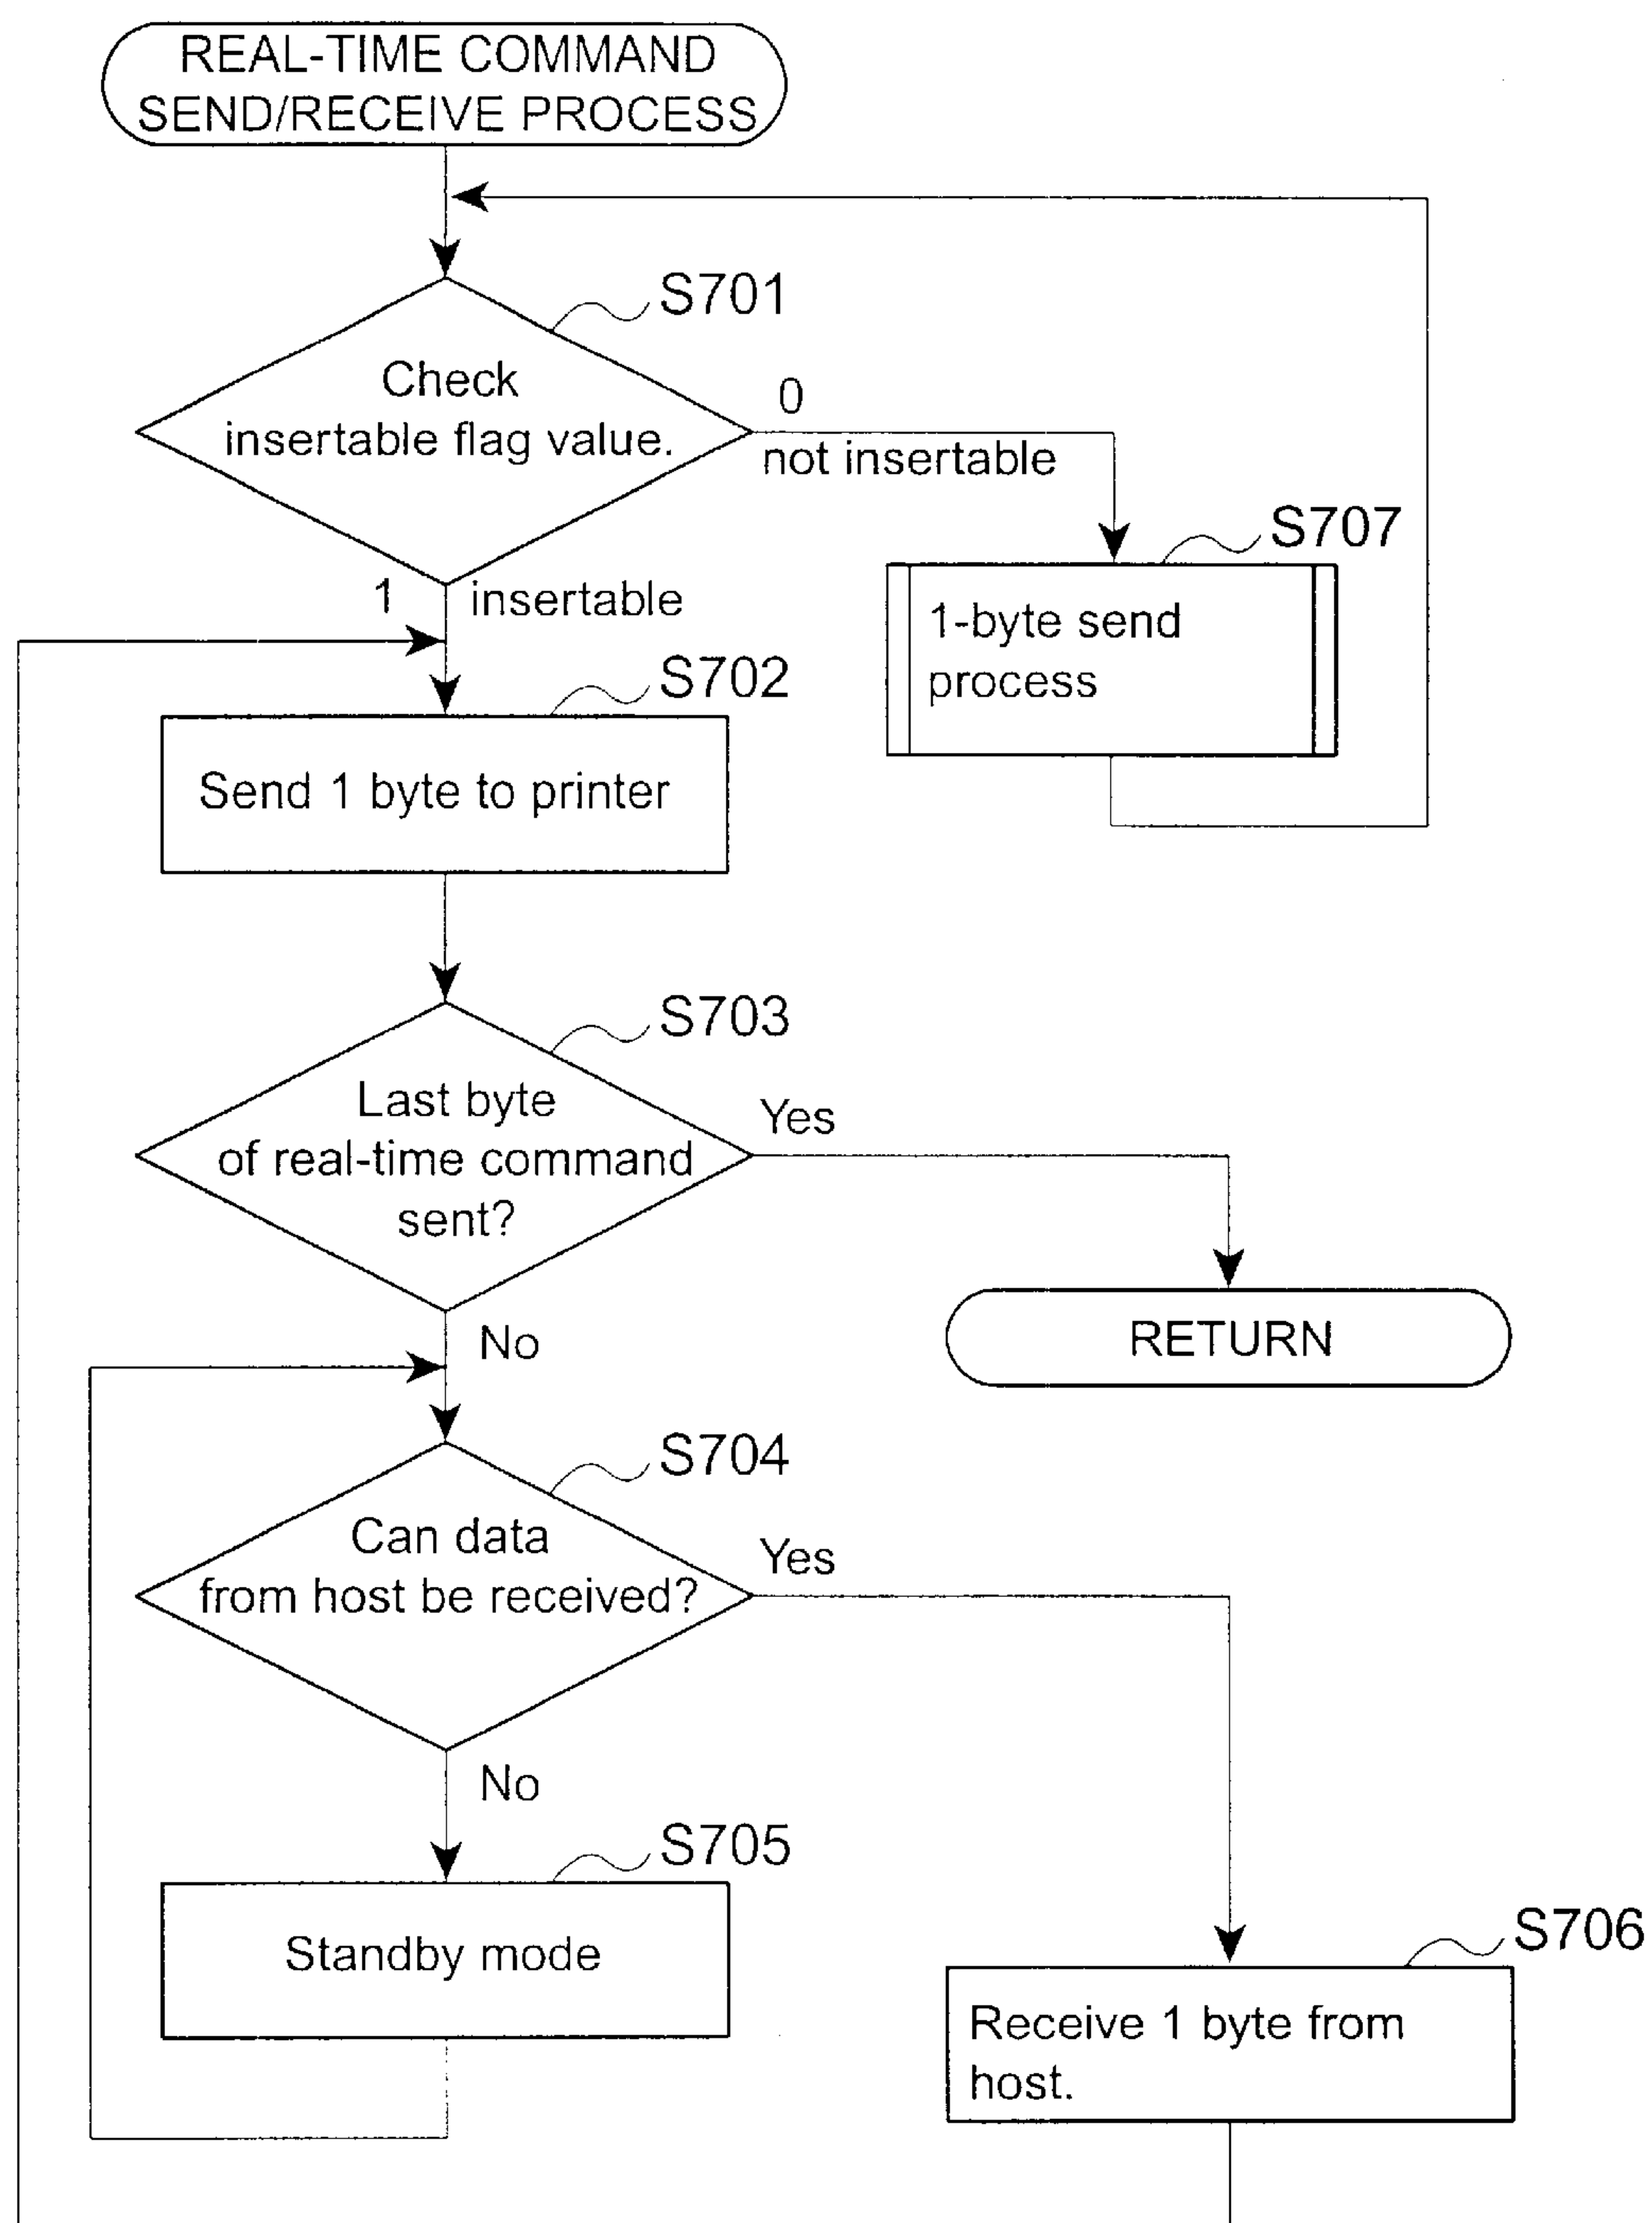 REAL-TIME COMMAND
SEND/RECEIVE PROCESS
S701
Check
insertable flag value.
0
not insertable
S707
1-byte send
process
1
insertable
S702
Send 1 byte to printer
S703
Last byte
of real-time command
sent?
Yes
RETURN
No
S704
Can data
from host be received?
Yes
No
S705
Standby mode
S706
Receive 1 byte from
host.